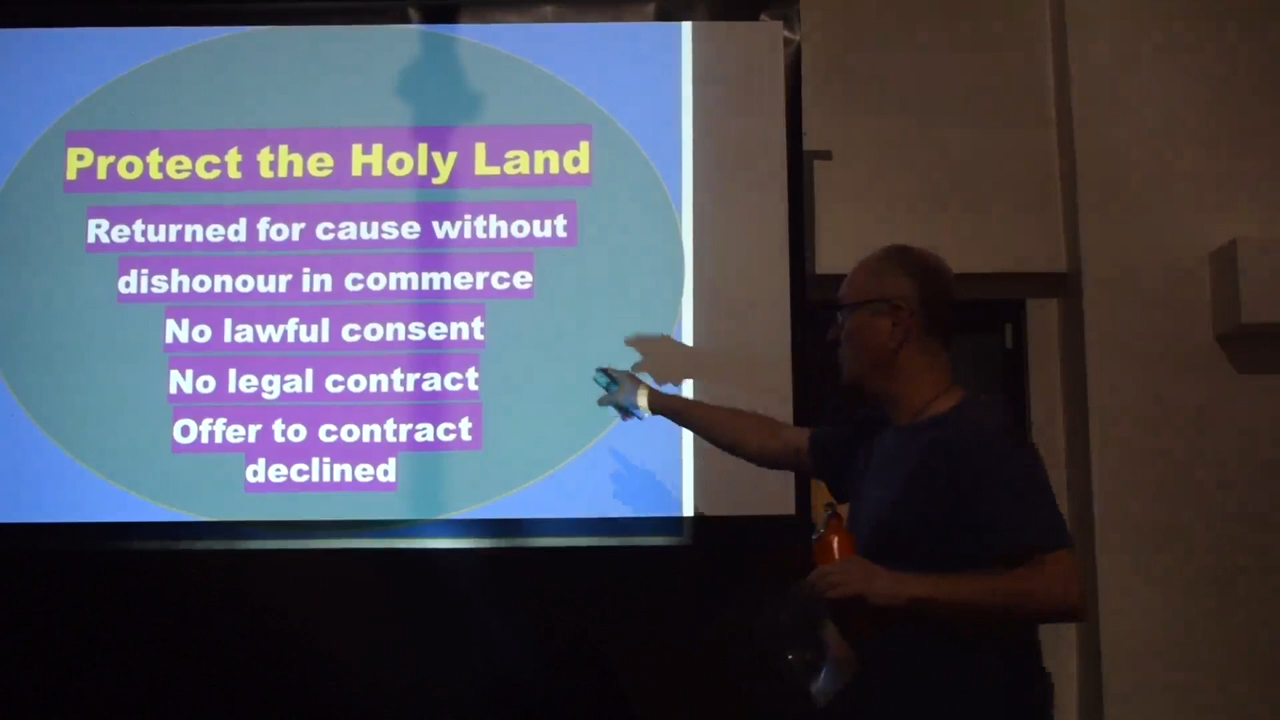 Protect the Holy Land
Returned for cause without
dishonour in commerce
No lawful consent
No legal contract
Offer to contract
declined